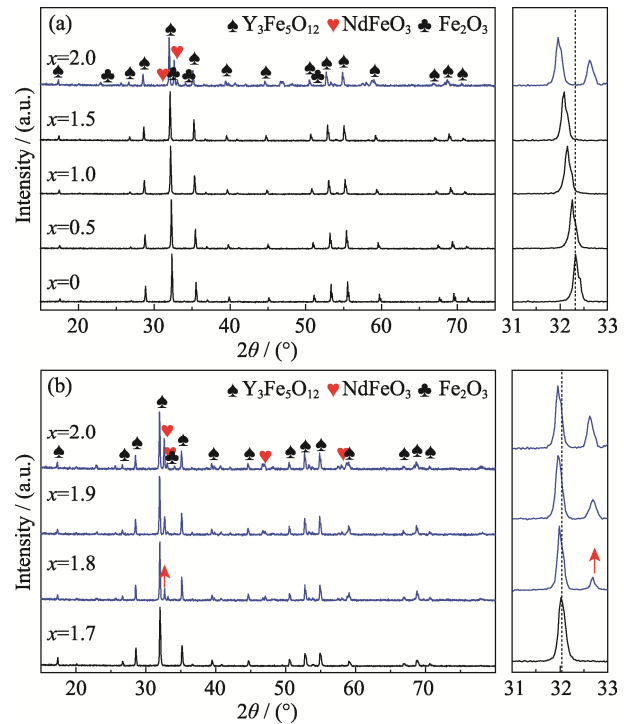 (a) ♠ Y₃Fe₅O₁₂ ♥ NdFeO₃ ♣ Fe₂O₃
x=2.0
x=1.5
x=1.0
x=0.5
x=0
Intensity / (a.u.)
20 30 40 50 60 70
2θ / (°)
31 32 33
(b) ♠ Y₃Fe₅O₁₂ ♥ NdFeO₃ ♣ Fe₂O₃
x=2.0
x=1.9
x=1.8
x=1.7
Intensity / (a.u.)
20 30 40 50 60 70
2θ / (°)
31 32 33